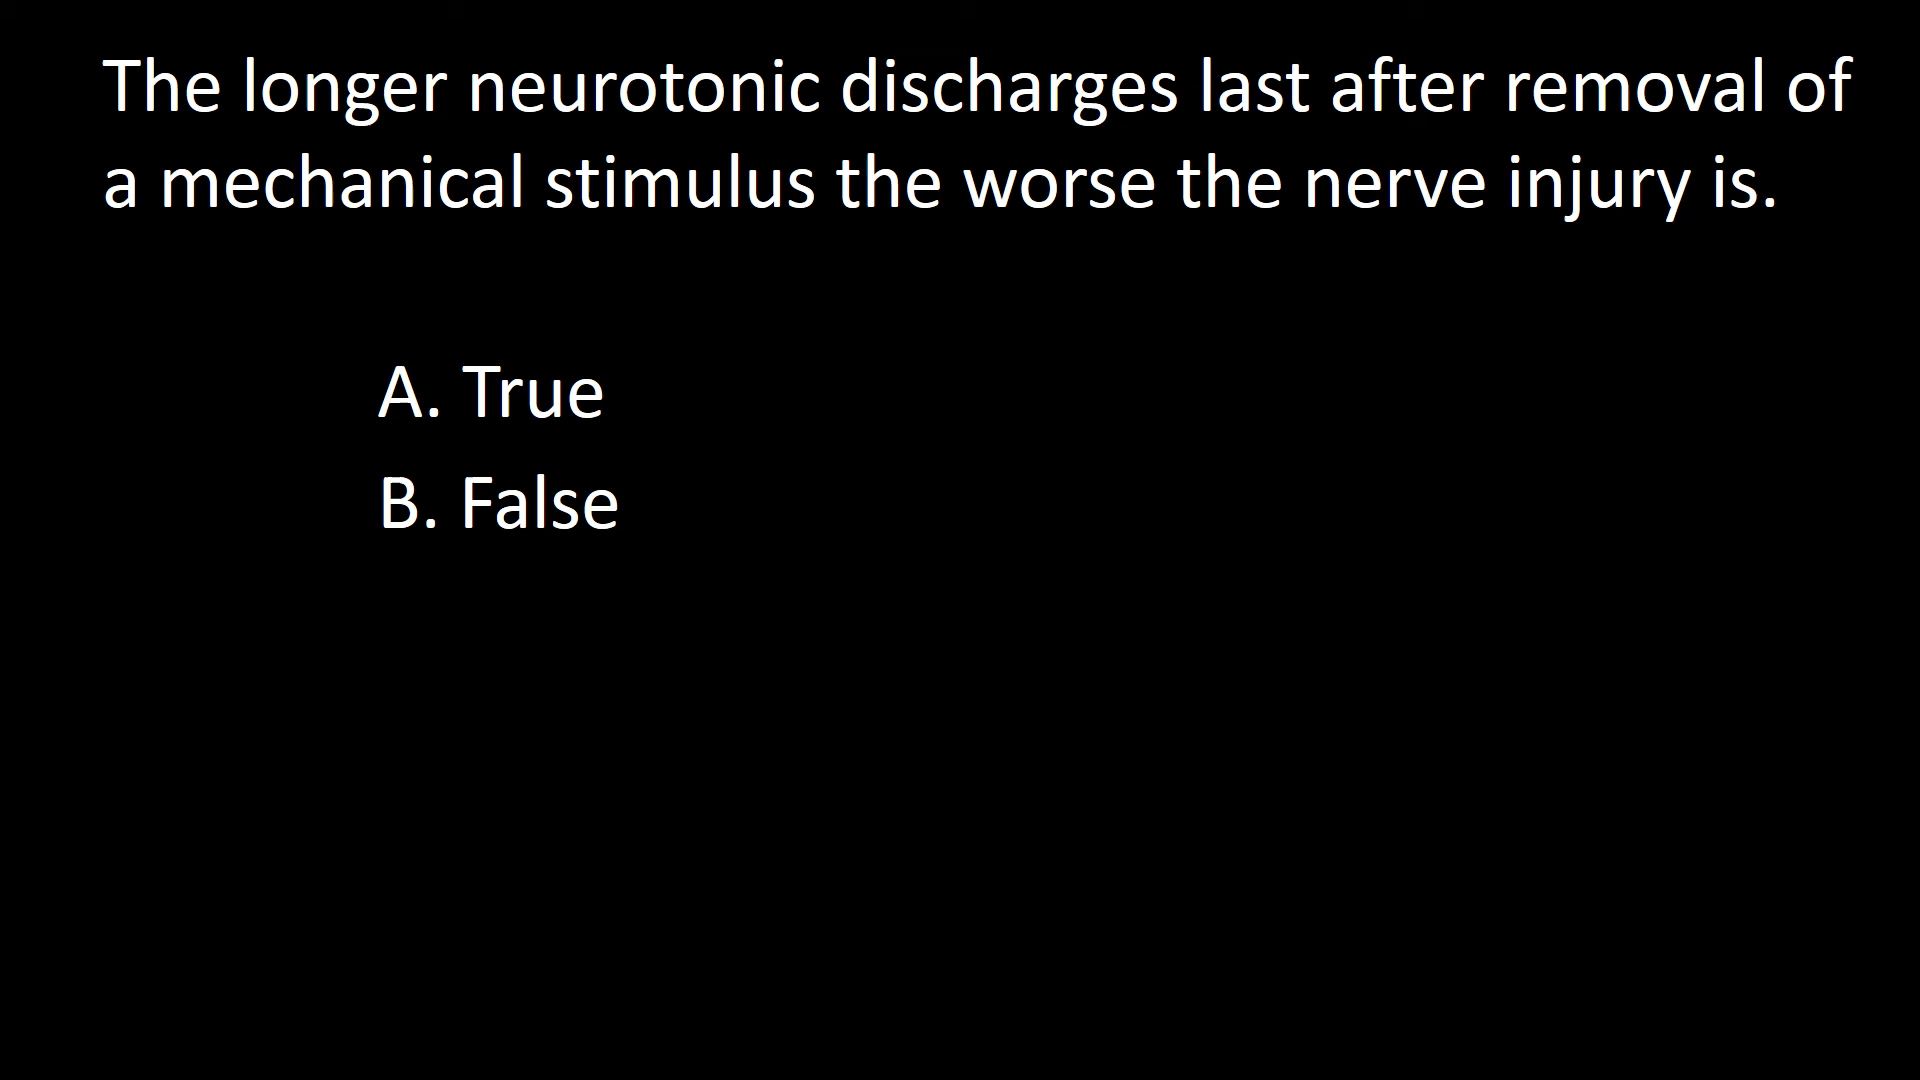 The longer neurotonic discharges last after removal of
a mechanical stimulus the worse the nerve injury is.
A. True
B. False